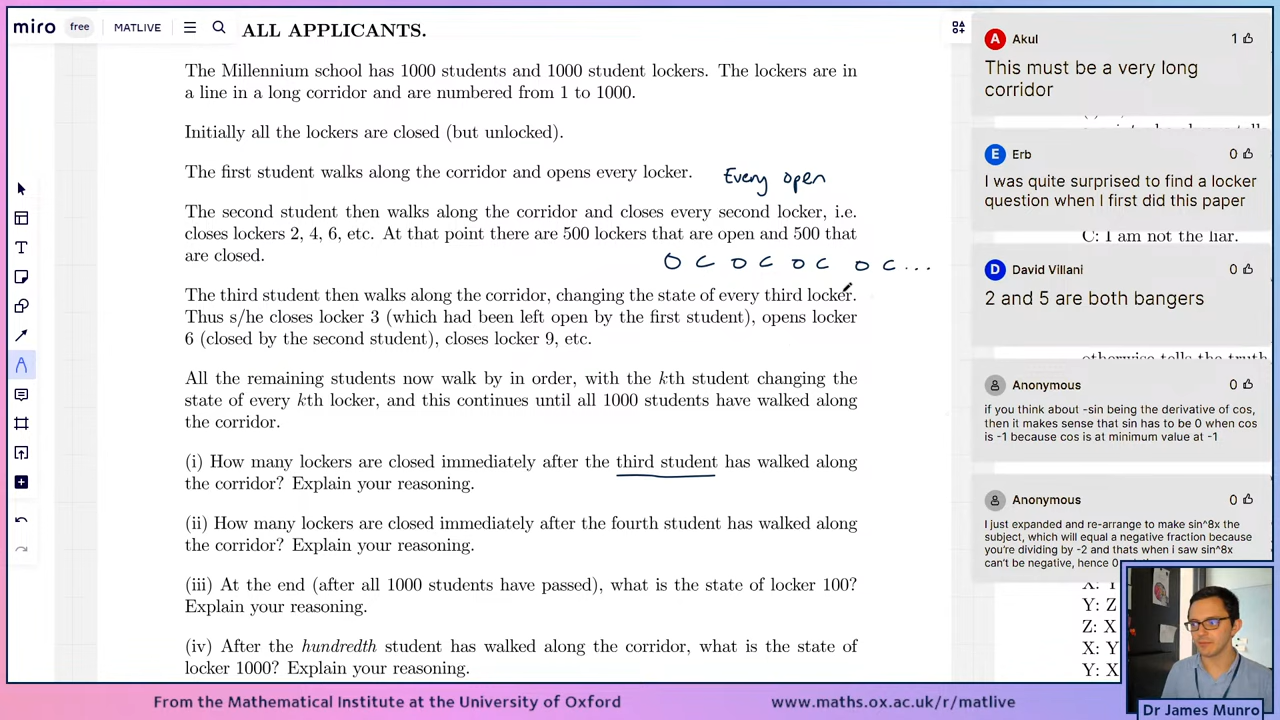 miro free MATLIVE
ALL APPLICANTS.
The Millennium school has 1000 students and 1000 student lockers. The lockers are in
a line in a long corridor and are numbered from 1 to 1000.
Initially all the lockers are closed (but unlocked).
The first student walks along the corridor and opens every locker.
Every open
The second student then walks along the corridor and closes every second locker, i.e.
closes lockers 2, 4, 6, etc. At that point there are 500 lockers that are open and 500 that
are closed.
O C O C O C O C ...
The third student then walks along the corridor, changing the state of every third locker.
Thus s/he closes locker 3 (which had been left open by the first student), opens locker
6 (closed by the second student), closes locker 9, etc.
All the remaining students now walk by in order, with the kth student changing the
state of every kth locker, and this continues until all 1000 students have walked along
the corridor.
(i) How many lockers are closed immediately after the third student has walked along
the corridor? Explain your reasoning.
(ii) How many lockers are closed immediately after the fourth student has walked along
the corridor? Explain your reasoning.
(iii) At the end (after all 1000 students have passed), what is the state of locker 100?
Explain your reasoning.
(iv) After the hundredth student has walked along the corridor, what is the state of
locker 1000? Explain your reasoning.
A Akul 1
This must be a very long
corridor
E Erb 0
I was quite surprised to find a locker
question when I first did this paper
C: I am not the liar.
D David Villani 0
2 and 5 are both bangers
otherwise tells the truth
Anonymous 0
if you think about -sin being the derivative of cos,
then it makes sense that sin has to be 0 when cos
is -1 because cos is at minimum value at -1
Anonymous 0
I just expanded and re-arrange to make sin^8x the
subject, which will equal a negative fraction because
you're dividing by -2 and thats when i saw sin^8x
can't be negative, hence 0
X: Y
Y: Z
Z: X
X: Y
Y: X
Dr James Munro
From the Mathematical Institute at the University of Oxford
www.maths.ox.ac.uk/r/matlive